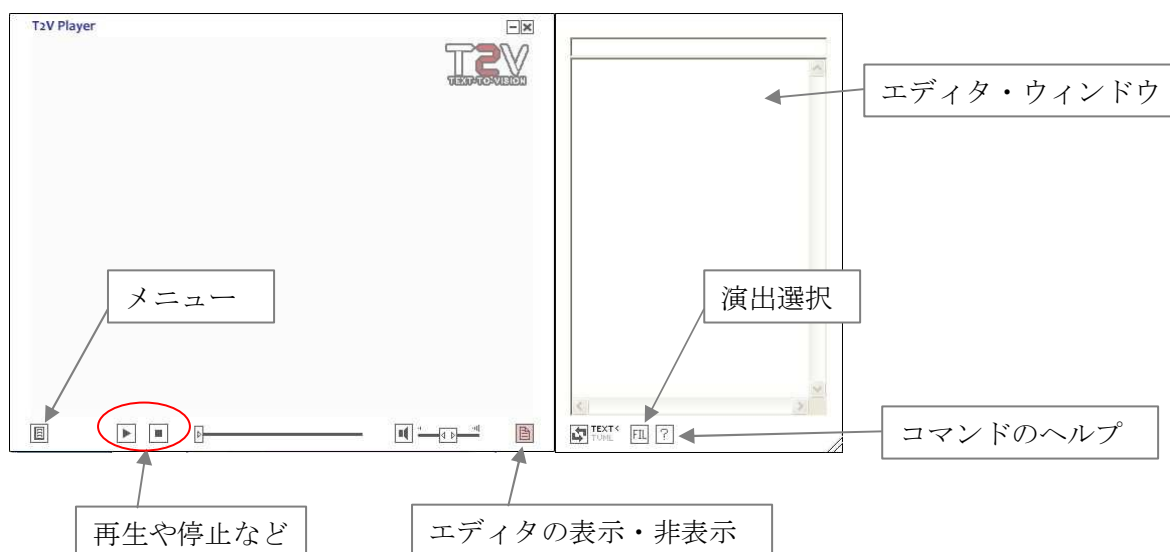 T2V Player
T2V
TEXT-TO-VISION
エディタ・ウィンドウ
メニュー
演出選択
TEXT<
TVML
FIL
?
コマンドのヘルプ
再生や停止など
エディタの表示・非表示